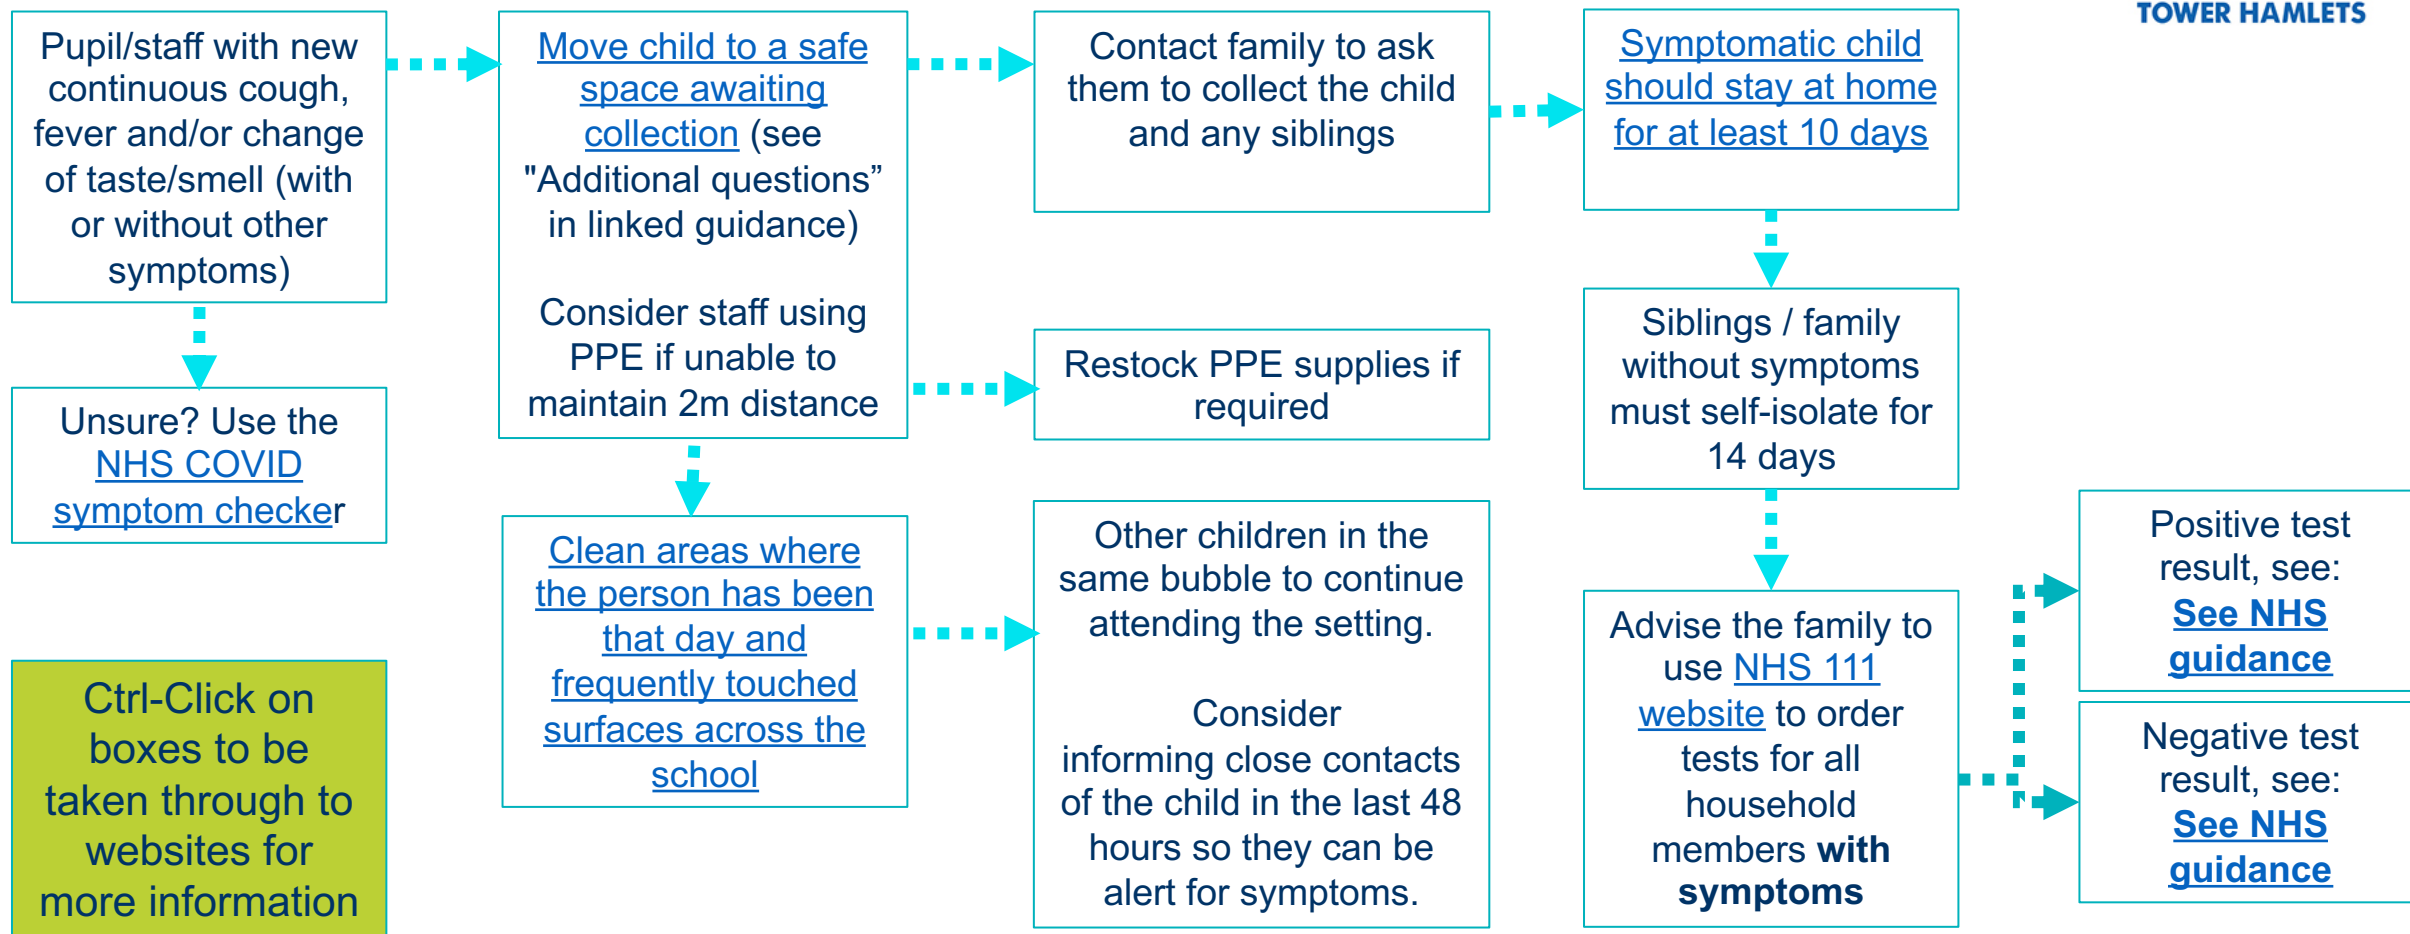 TOWER HAMLETS
Pupil/staff with new
continuous cough,
fever and/or change
of taste/smell (with
or without other
symptoms)
Unsure? Use the
NHS COVID
symptom checker
Ctrl-Click on
boxes to be
taken through to
websites for
more information
Move child to a safe
space awaiting
collection (see
"Additional questions”
in linked guidance)
Consider staff using
PPE if unable to
maintain 2m distance
Clean areas where
the person has been
that day and
frequently touched
surfaces across the
school
Contact family to ask
them to collect the child
and any siblings
Restock PPE supplies if
required
Other children in the
same bubble to continue
attending the setting.
Consider
informing close contacts
of the child in the last 48
hours so they can be
alert for symptoms.
Symptomatic child
should stay at home
for at least 10 days
Siblings / family
without symptoms
must self-isolate for
14 days
Advise the family to
use NHS 111
website to order
tests for all
household
members with
symptoms
Positive test
result, see:
See NHS
guidance
Negative test
result, see:
See NHS
guidance